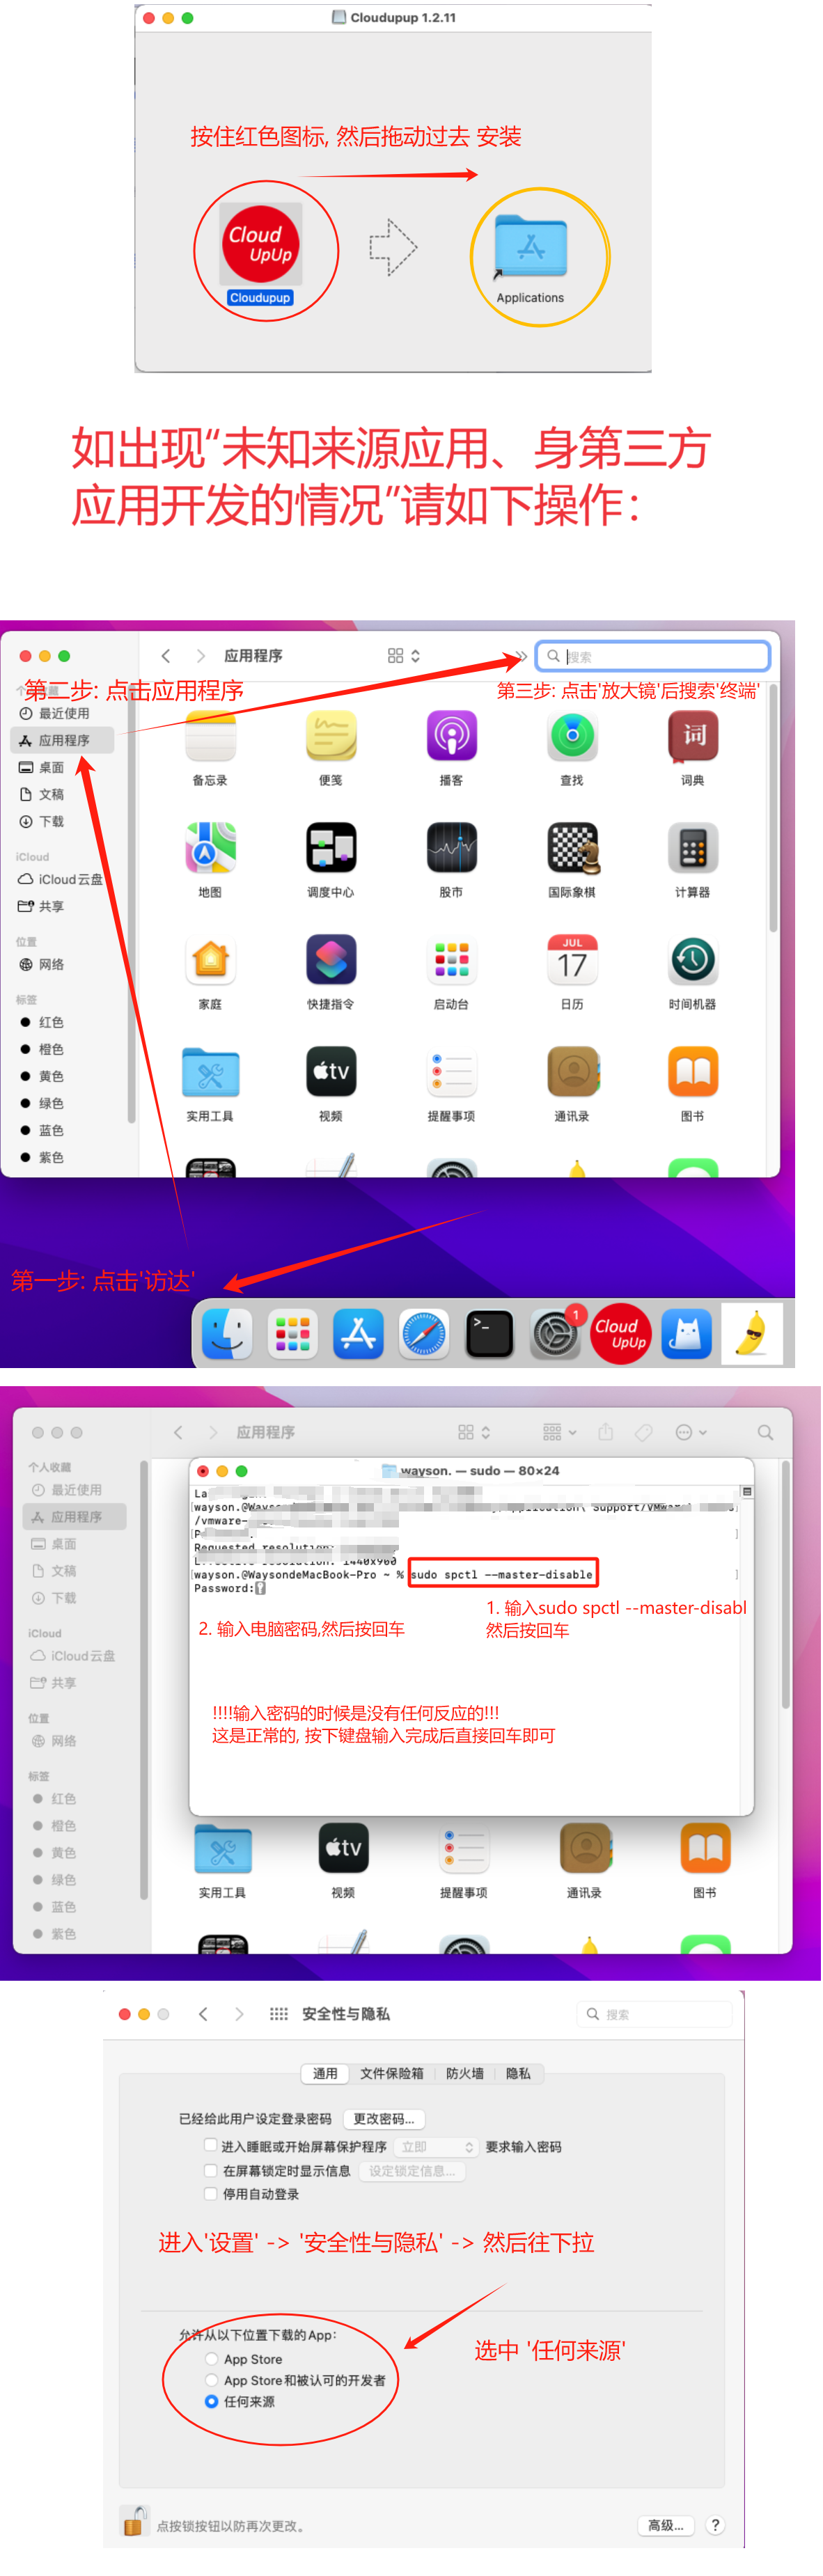 Cloudupup 1.2.11
按住红色图标, 然后拖动过去 安装
Cloud
UpUp
Cloudupup
Applications
如出现“未知来源应用、身第三方
应用开发的情况”请如下操作：
应用程序
搜索
第二步: 点击应用程序
第三步: 点击'放大镜'后搜索'终端'
最近使用
应用程序
桌面
文稿
下载
iCloud
iCloud云盘
共享
位置
网络
标签
红色
橙色
黄色
绿色
蓝色
紫色
备忘录
便笺
播客
查找
词
词典
地图
调度中心
股市
国际象棋
计算器
家庭
快捷指令
启动台
JUL
17
日历
时间机器
实用工具
tv
视频
提醒事项
通讯录
图书
第一步: 点击'访达'
>_
1
Cloud
UpUp
应用程序
个人收藏
最近使用
应用程序
桌面
文稿
下载
iCloud
iCloud云盘
共享
位置
网络
标签
红色
橙色
黄色
绿色
蓝色
紫色
wayson. — sudo — 80×24
/vmware-
wayson.@WaysondeMacBook-Pro ~ % sudo spctl --master-disable
Password:
1. 输入sudo spctl --master-disabl
然后按回车
2. 输入电脑密码,然后按回车
!!!!输入密码的时候是没有任何反应的!!!
这是正常的, 按下键盘输入完成后直接回车即可
实用工具
tv
视频
提醒事项
通讯录
图书
安全性与隐私
搜索
通用
文件保险箱
防火墙
隐私
已经给此用户设定登录密码
更改密码...
进入睡眠或开始屏幕保护程序
立即
要求输入密码
在屏幕锁定时显示信息
设定锁定信息...
停用自动登录
进入'设置' -> '安全性与隐私' -> 然后往下拉
允许从以下位置下载的App:
App Store
App Store和被认可的开发者
任何来源
选中 '任何来源'
点按锁按钮以防再次更改。
高级...
?